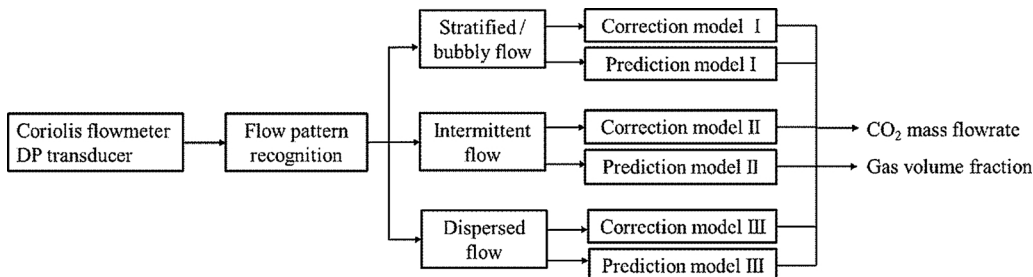 Coriolis flowmeter
DP transducer
Flow pattern
recognition
Stratified /
bubbly flow
Intermittent
flow
Dispersed
flow
Correction model I
Prediction model I
Correction model II
Prediction model II
Correction model III
Prediction model III
CO₂ mass flowrate
Gas volume fraction